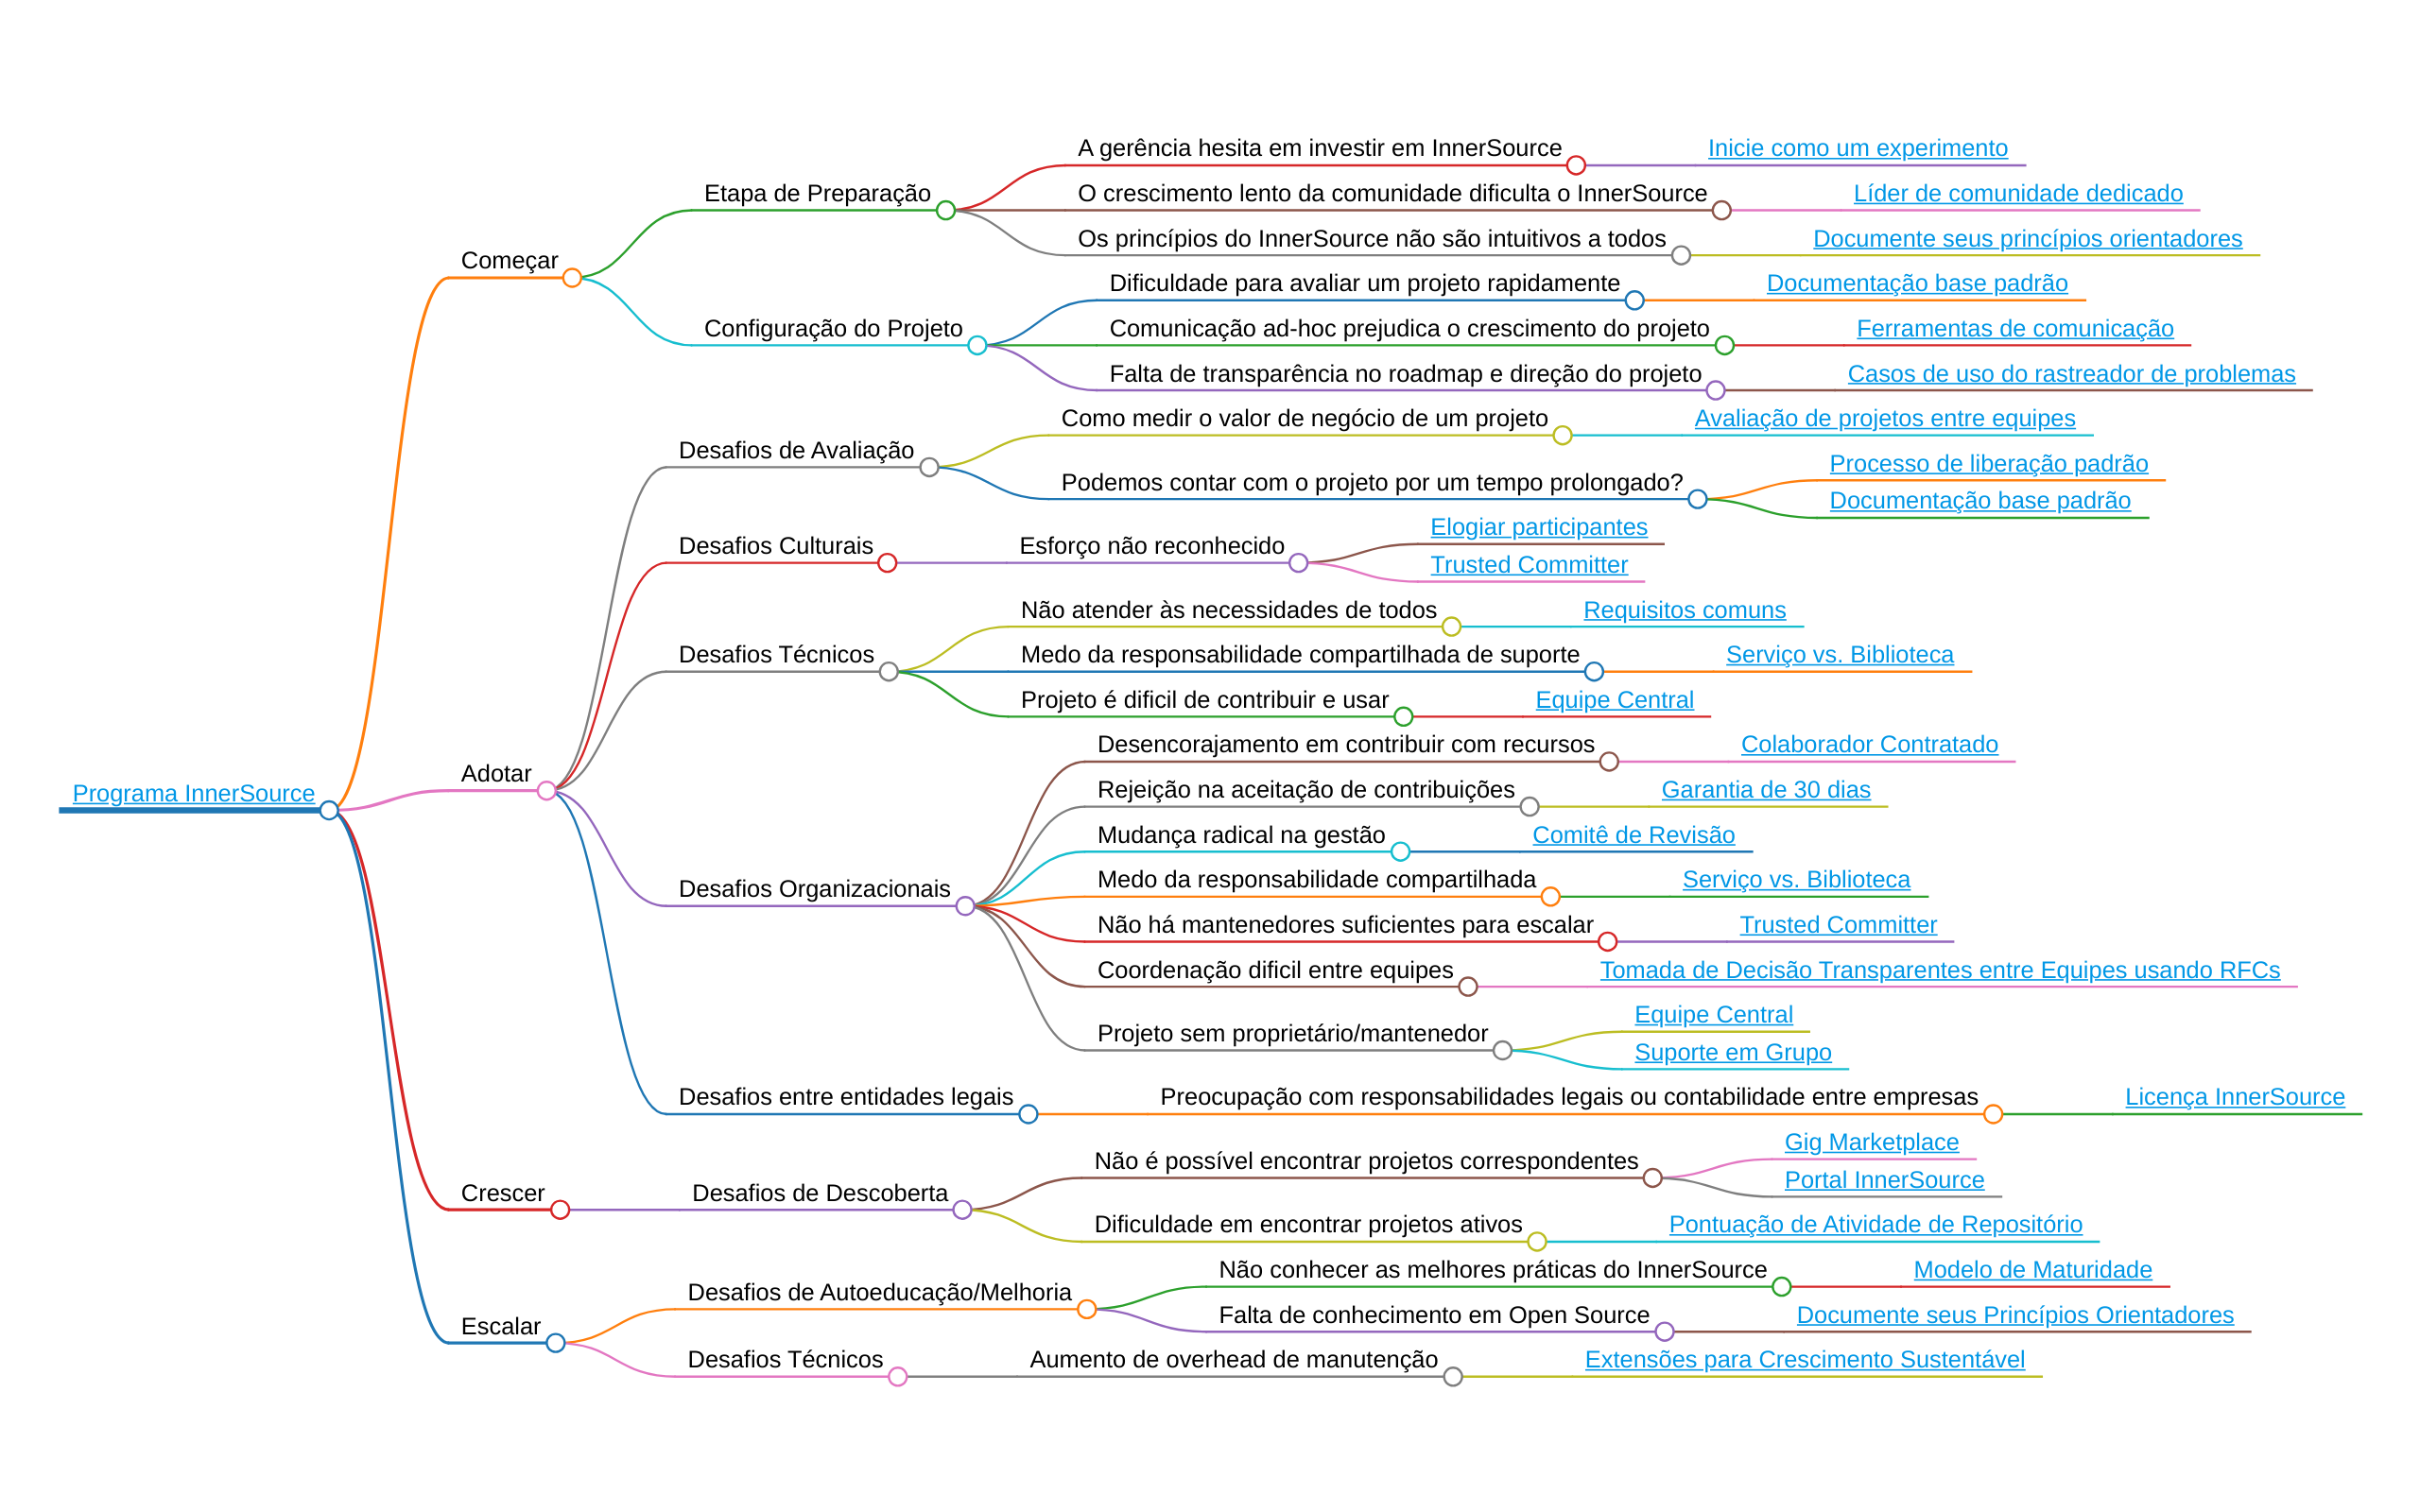 Programa InnerSource
Começar
Etapa de Preparação
A gerência hesita em investir em InnerSource
Inicie como um experimento
O crescimento lento da comunidade dificulta o InnerSource
Líder de comunidade dedicado
Os princípios do InnerSource não são intuitivos a todos
Documente seus princípios orientadores
Configuração do Projeto
Dificuldade para avaliar um projeto rapidamente
Documentação base padrão
Comunicação ad-hoc prejudica o crescimento do projeto
Ferramentas de comunicação
Falta de transparência no roadmap e direção do projeto
Casos de uso do rastreador de problemas
Adotar
Desafios de Avaliação
Como medir o valor de negócio de um projeto
Avaliação de projetos entre equipes
Podemos contar com o projeto por um tempo prolongado?
Processo de liberação padrão
Documentação base padrão
Desafios Culturais
Esforço não reconhecido
Elogiar participantes
Trusted Committer
Desafios Técnicos
Não atender às necessidades de todos
Requisitos comuns
Medo da responsabilidade compartilhada de suporte
Serviço vs. Biblioteca
Projeto é dificil de contribuir e usar
Equipe Central
Desafios Organizacionais
Desencorajamento em contribuir com recursos
Colaborador Contratado
Rejeição na aceitação de contribuições
Garantia de 30 dias
Mudança radical na gestão
Comitê de Revisão
Medo da responsabilidade compartilhada
Serviço vs. Biblioteca
Não há mantenedores suficientes para escalar
Trusted Committer
Coordenação dificil entre equipes
Tomada de Decisão Transparentes entre Equipes usando RFCs
Projeto sem proprietário/mantenedor
Equipe Central
Suporte em Grupo
Desafios entre entidades legais
Preocupação com responsabilidades legais ou contabilidade entre empresas
Licença InnerSource
Crescer
Desafios de Descoberta
Não é possível encontrar projetos correspondentes
Gig Marketplace
Portal InnerSource
Dificuldade em encontrar projetos ativos
Pontuação de Atividade de Repositório
Escalar
Desafios de Autoeducação/Melhoria
Não conhecer as melhores práticas do InnerSource
Modelo de Maturidade
Falta de conhecimento em Open Source
Documente seus Princípios Orientadores
Desafios Técnicos
Aumento de overhead de manutenção
Extensões para Crescimento Sustentável